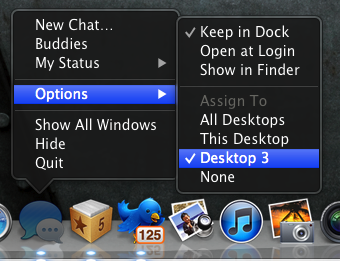 New Chat...
Buddies
My Status
Options
Show All Windows
Hide
Quit
Keep in Dock
Open at Login
Show in Finder
Assign To
All Desktops
This Desktop
Desktop 3
None
5
125